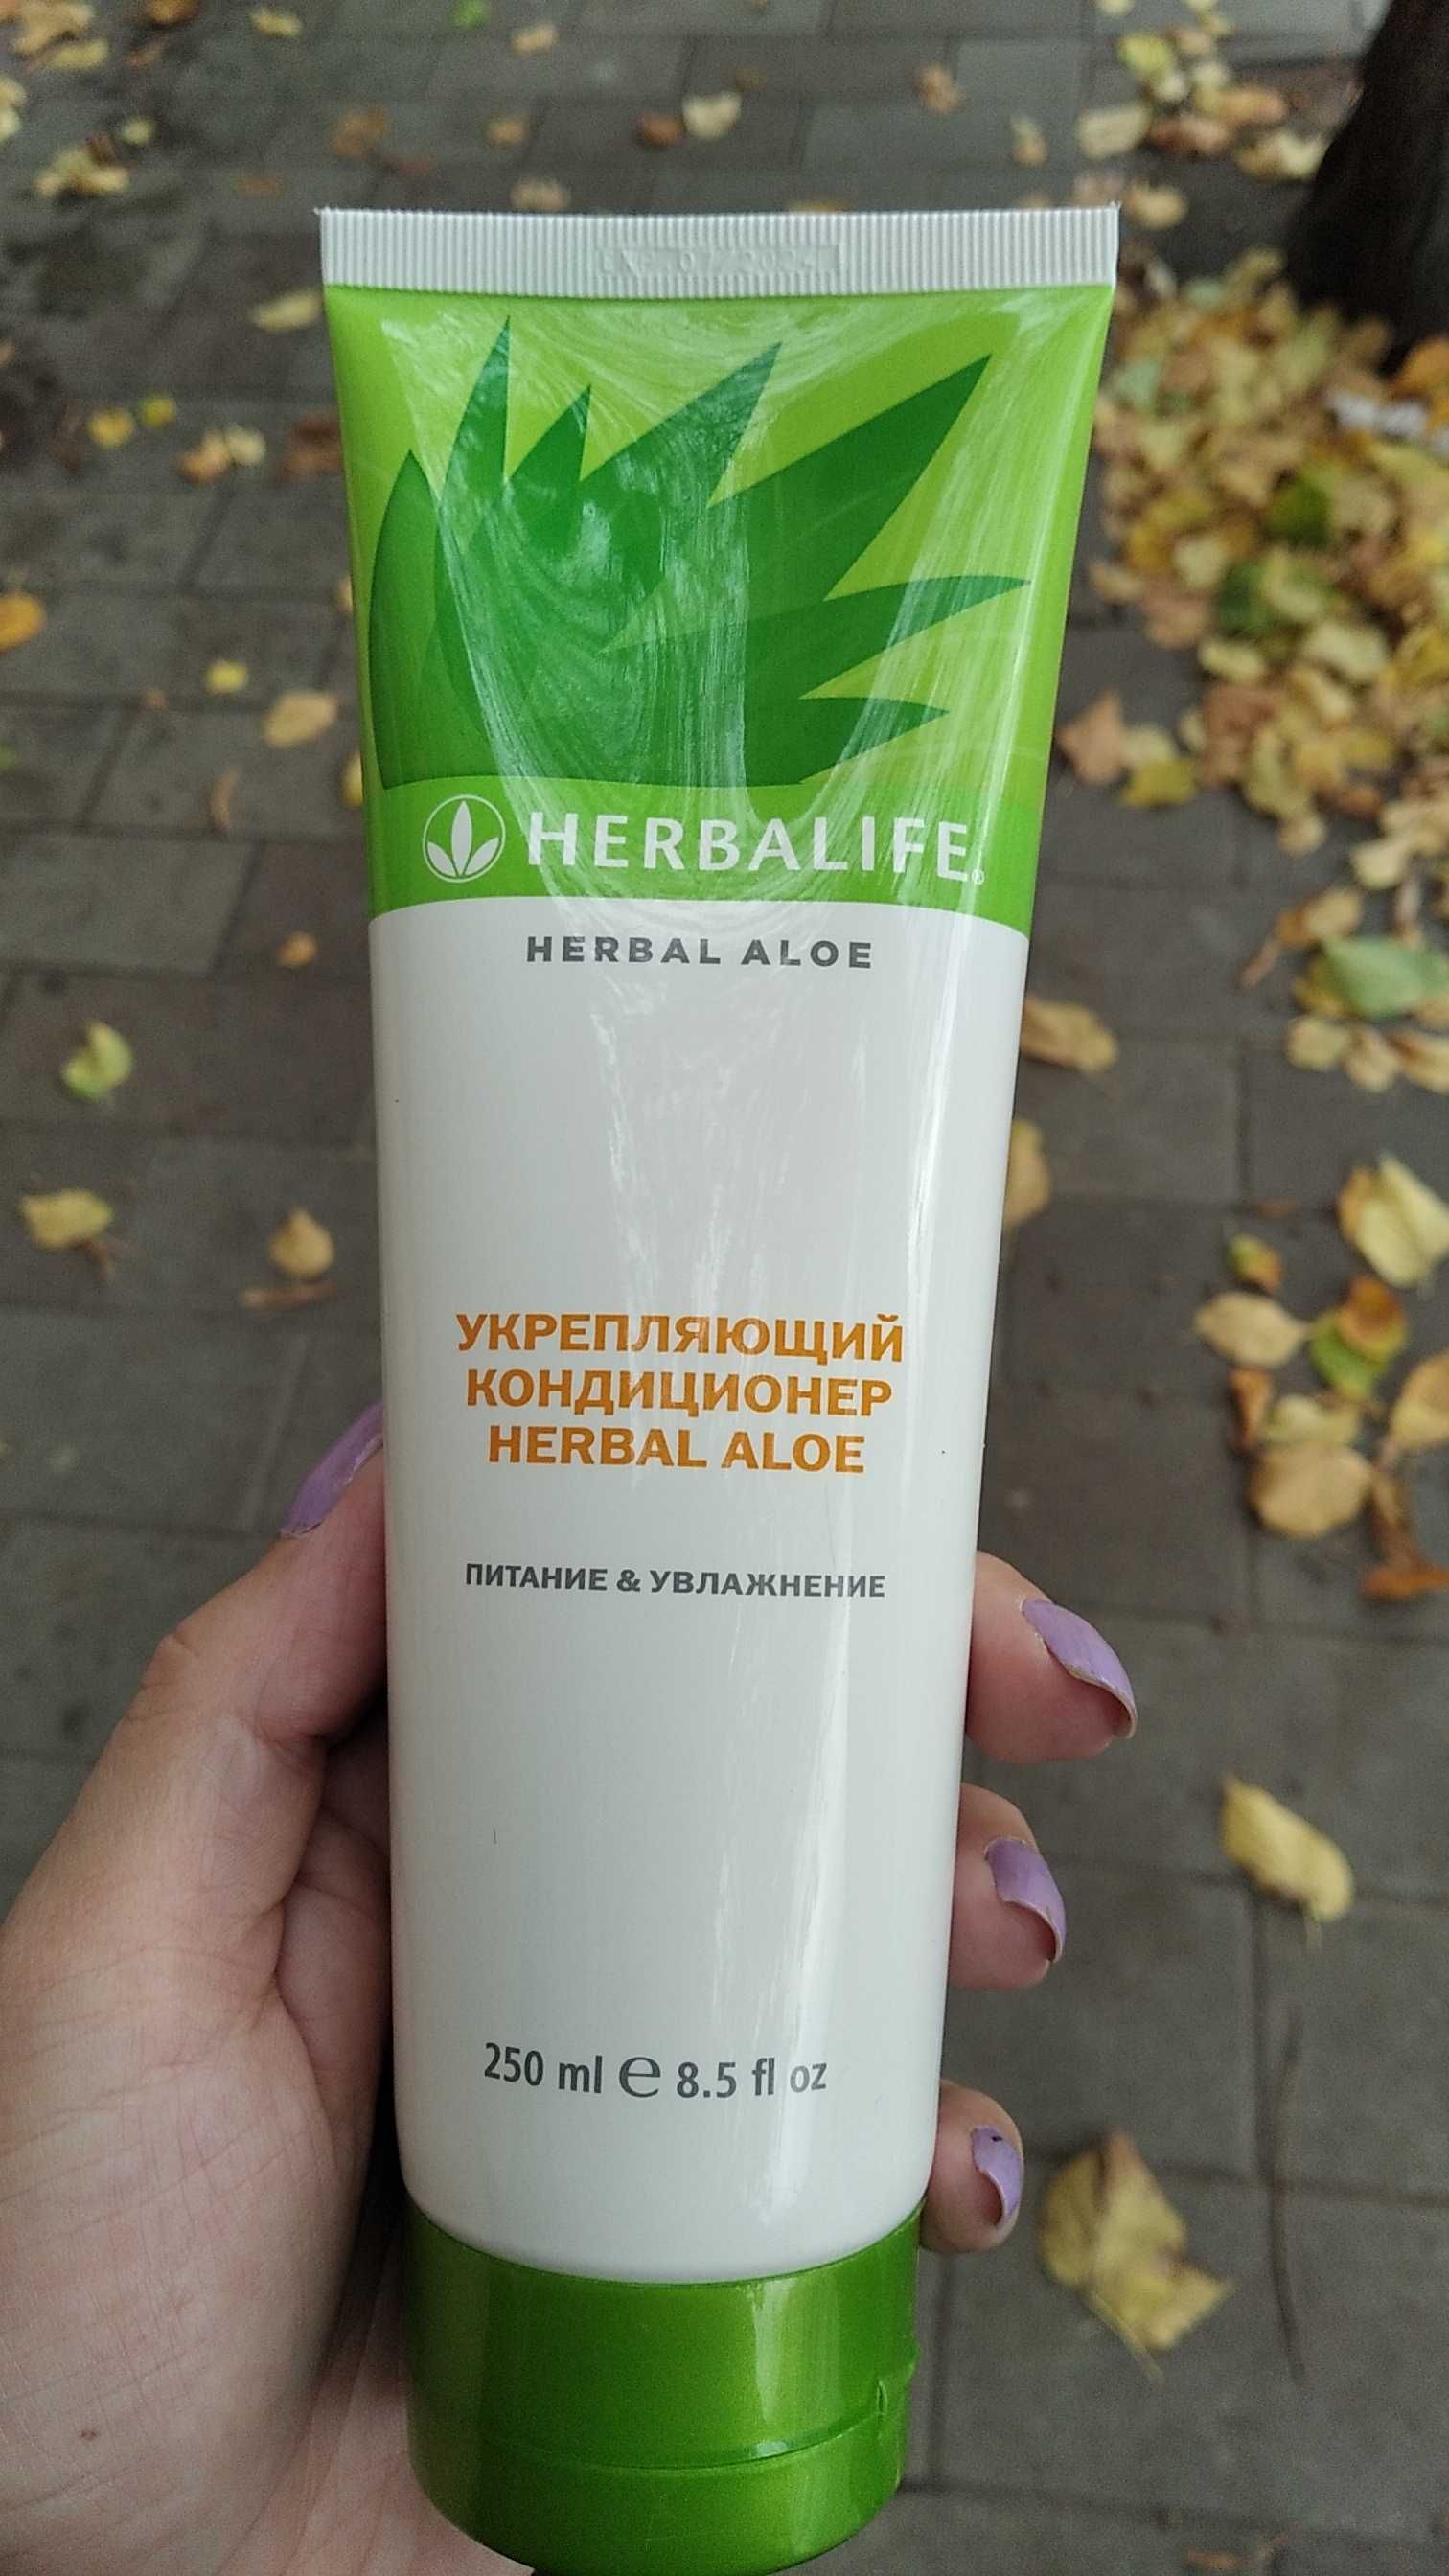 HERBALIFE®
HERBAL ALOE
УКРЕПЛЯЮЩИЙ
КОНДИЦИОНЕР
HERBAL ALOE
ПИТАНИЕ & УВЛАЖНЕНИЕ
250 ml ℮ 8.5 fl oz